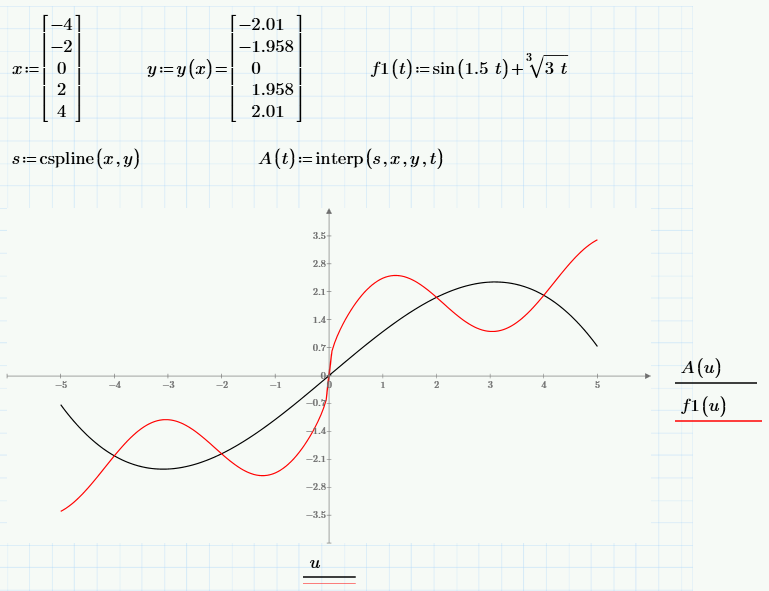 x:=[-4 -2 0 2 4] y:=y(x)=[-2.01 -1.958 0 1.958 2.01] f1(t):=sin(1.5 t)+∛(3 t)
s:=cspline(x,y) A(t):=interp(s,x,y,t)
3.5
2.8
2.1
1.4
0.7
0
-5 -4 -3 -2 -1 0 1 2 3 4 5
-0.7
-1.4
-2.1
-2.8
-3.5
A(u)
f1(u)
u